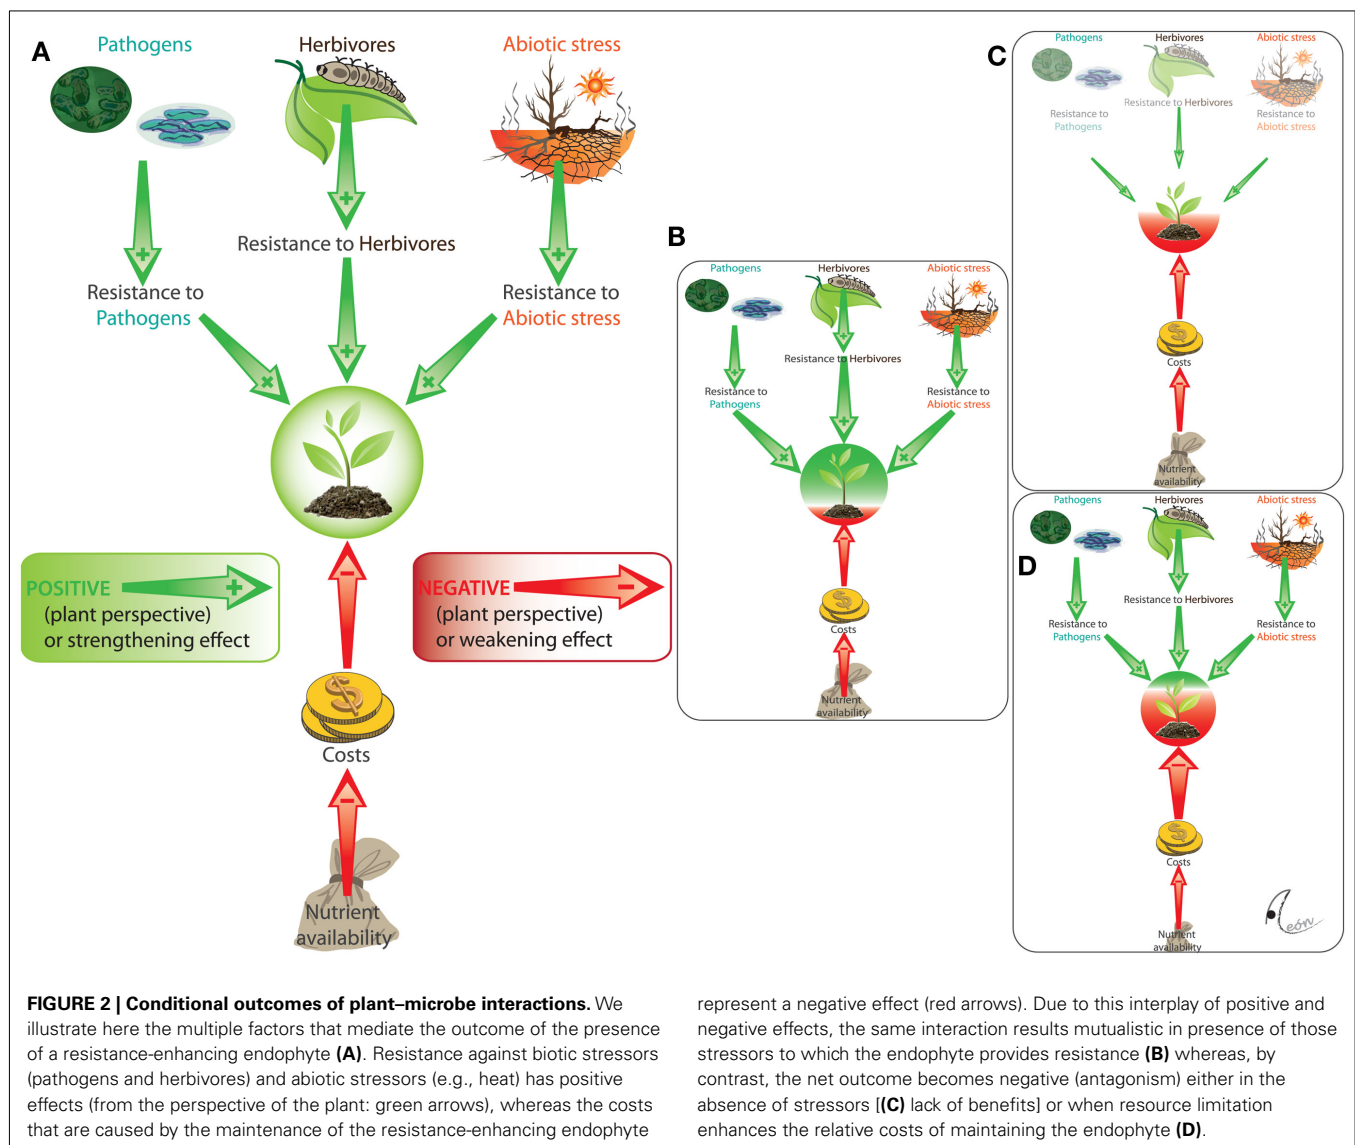 A
Pathogens
Herbivores
Abiotic stress
Resistance to Herbivores
Resistance to
Pathogens
Resistance to
Abiotic stress
POSITIVE
(plant perspective)
or strengthening effect
NEGATIVE
(plant perspective)
or weakening effect
Costs
Nutrient
availability
B
Pathogens
Herbivores
Abiotic stress
Resistance to Herbivores
Resistance to
Pathogens
Resistance to
Abiotic stress
Costs
Nutrient
availability
C
Pathogens
Herbivores
Abiotic stress
Resistance to Herbivores
Resistance to
Pathogens
Resistance to
Abiotic stress
Costs
Nutrient
availability
D
Pathogens
Herbivores
Abiotic stress
Resistance to Herbivores
Resistance to
Pathogens
Resistance to
Abiotic stress
Costs
Nutrient
availability
FIGURE 2 | Conditional outcomes of plant–microbe interactions. We
illustrate here the multiple factors that mediate the outcome of the presence
of a resistance-enhancing endophyte (A). Resistance against biotic stressors
(pathogens and herbivores) and abiotic stressors (e.g., heat) has positive
effects (from the perspective of the plant: green arrows), whereas the costs
that are caused by the maintenance of the resistance-enhancing endophyte
represent a negative effect (red arrows). Due to this interplay of positive and
negative effects, the same interaction results mutualistic in presence of those
stressors to which the endophyte provides resistance (B) whereas, by
contrast, the net outcome becomes negative (antagonism) either in the
absence of stressors [(C) lack of benefits] or when resource limitation
enhances the relative costs of maintaining the endophyte (D).